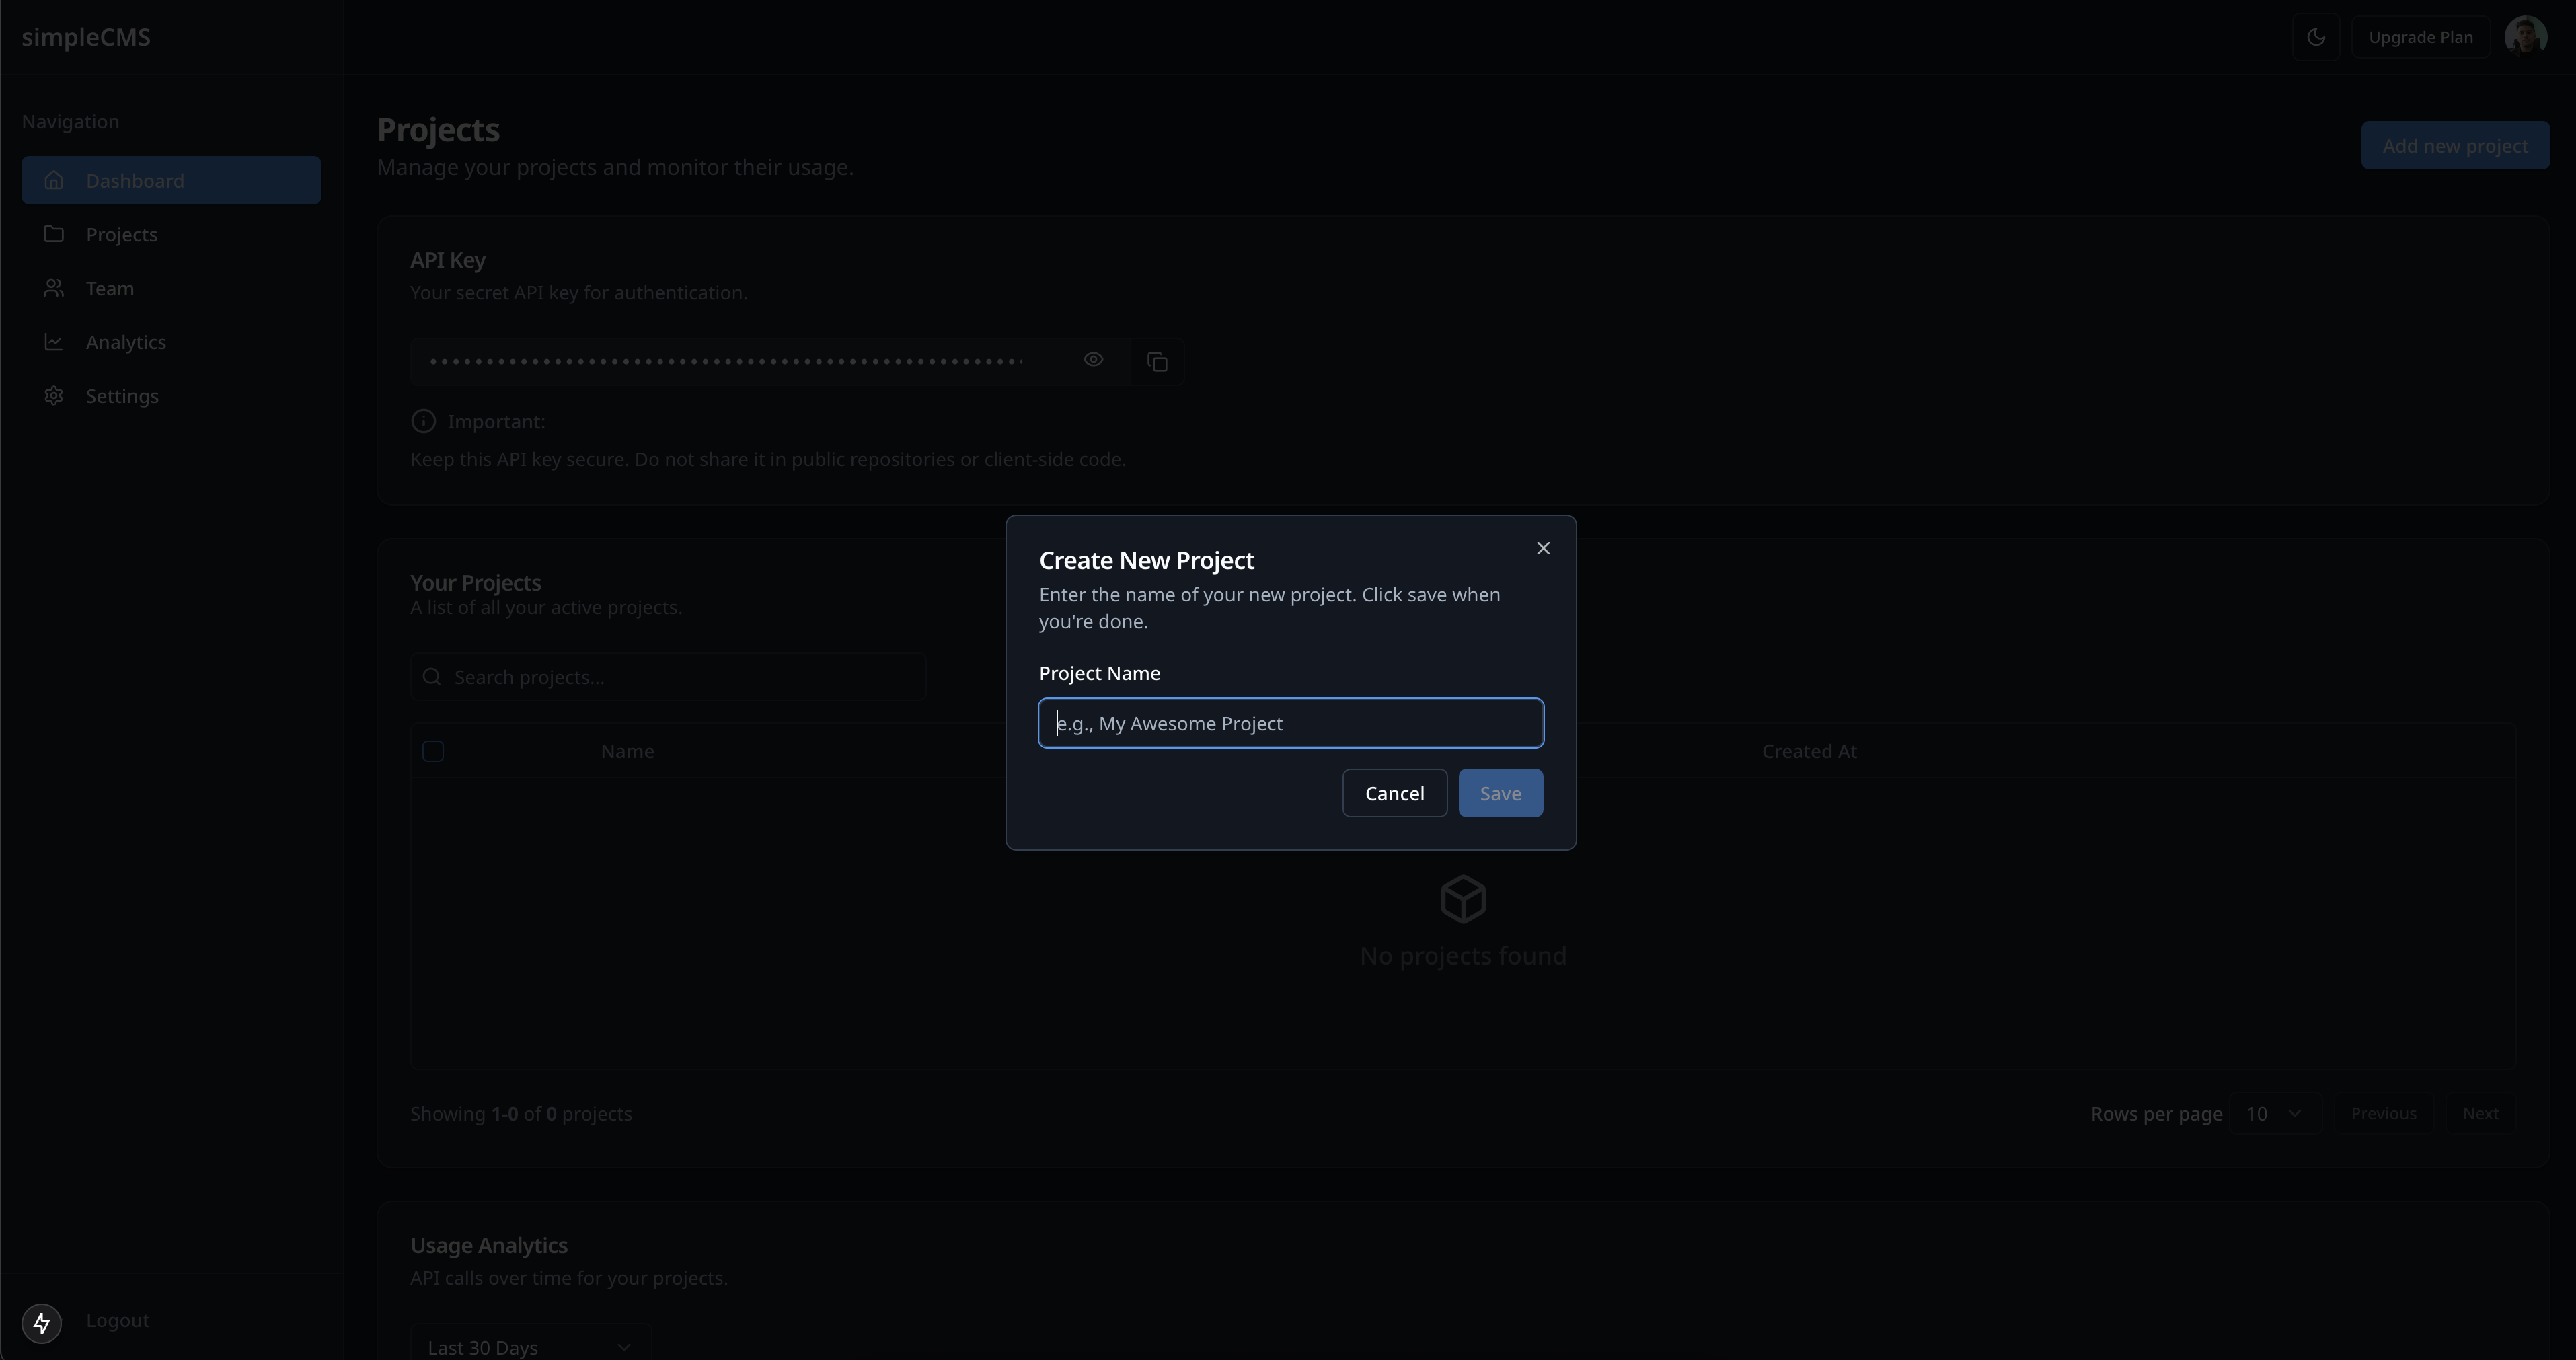 simpleCMS
Upgrade Plan
Navigation
Dashboard
Projects
Team
Analytics
Settings
Logout
Projects
Manage your projects and monitor their usage.
Add new project
API Key
Your secret API key for authentication.
Important:
Keep this API key secure. Do not share it in public repositories or client-side code.
Your Projects
A list of all your active projects.
Search projects...
Name
Created At
No projects found
Showing 1-0 of 0 projects
Rows per page
10
Previous
Next
Usage Analytics
API calls over time for your projects.
Last 30 Days
Create New Project
Enter the name of your new project. Click save when
you're done.
Project Name
e.g., My Awesome Project
Cancel
Save